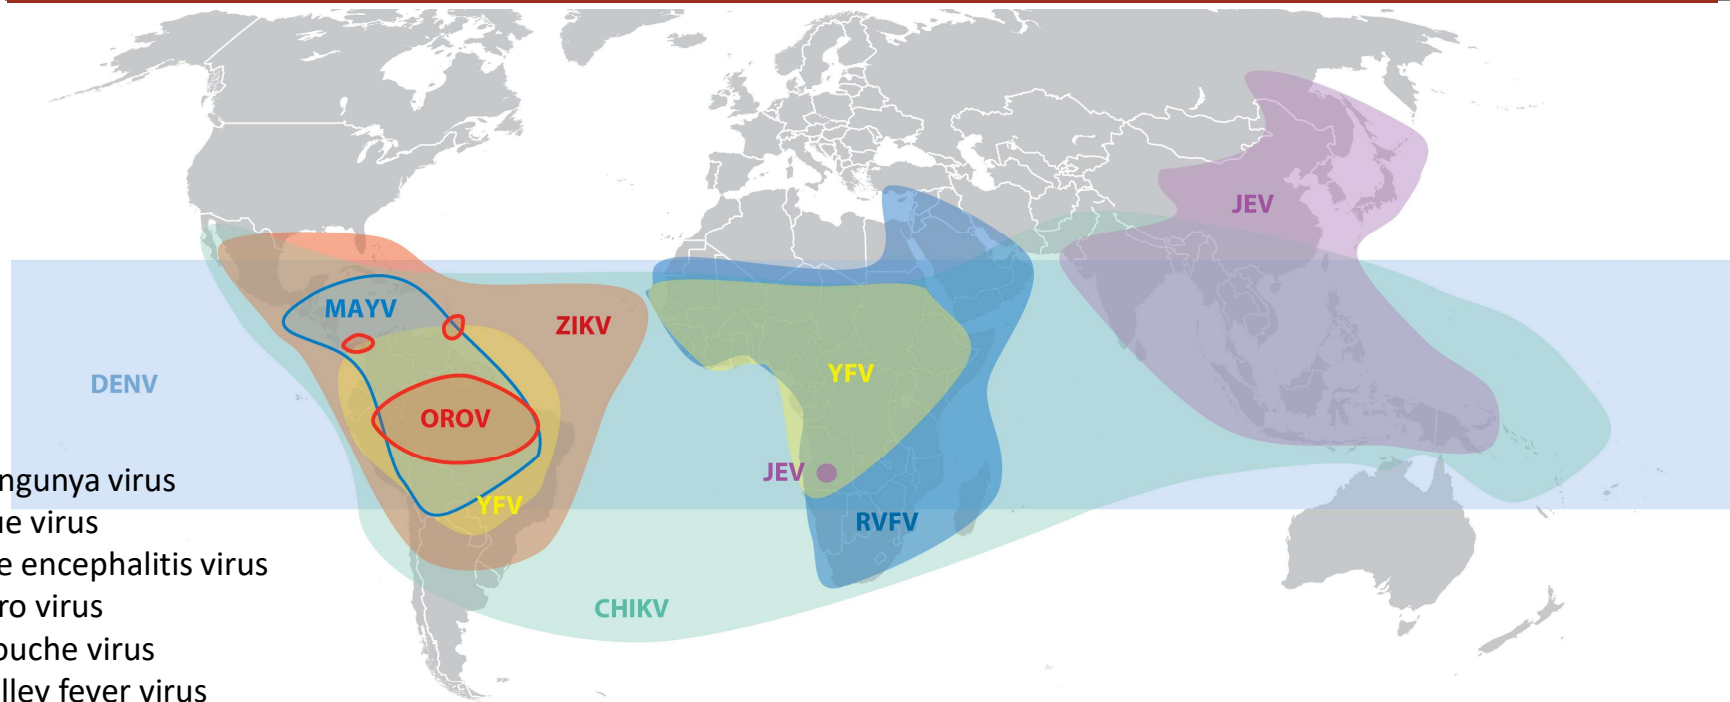 JEV
MAYV
ZIKV
YFV
DENV
OROV
JEV
YFV
RVFV
CHIKV
ngunya virus
ue virus
e encephalitis virus
ro virus
ouche virus
lley fever virus